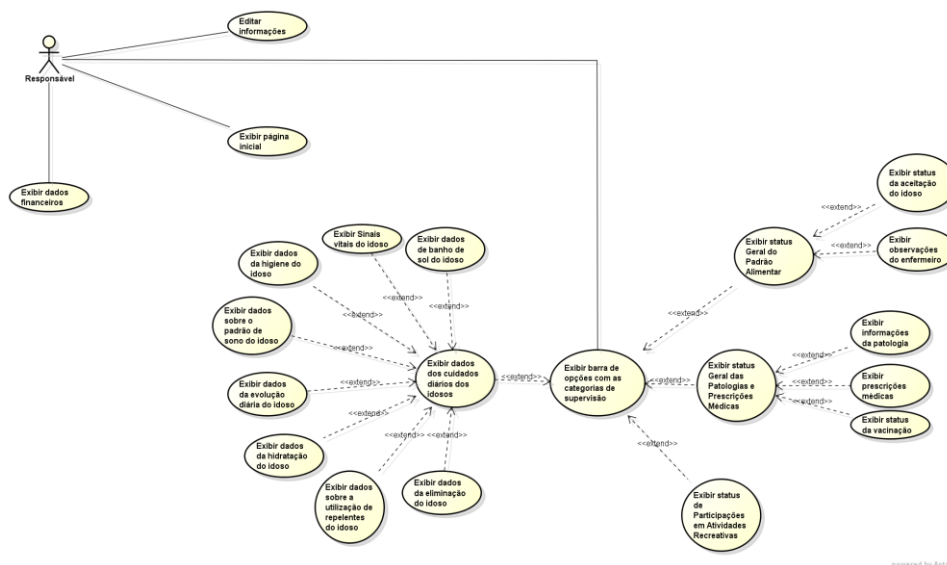 Editar
informações
Responsável
Exibir página
inicial
Exibir dados
financeiros
Exibir status
da aceitação
do idoso
<<extend>>
Exibir status
Geral do
Padrão
Alimentar
<<extend>>
Exibir
observações
do enfermeiro
Exibir Sinais
vitais do idoso
Exibir dados
de banho de
sol do idoso
Exibir dados
da higiene do
idoso
<<extend>>
<<extend>>
<<extend>>
<<extend>>
Exibir dados
sobre o
padrão de
sono do idoso
<<extend>>
Exibir
informações
da patologia
<<extend>>
Exibir dados
dos cuidados
diários dos
idosos
<<extend>>
Exibir barra de
opções com as
categorias de
supervisão
<<extend>>
Exibir status
Geral das
Patologias e
Prescrições
Médicas
<<extend>>
Exibir
prescrições
médicas
Exibir dados
da evolução
diária do idoso
<<extend>>
<<extend>>
Exibir status
da vacinação
Exibir dados
da hidratação
do idoso
<<extend>>
<<extend>>
<<extend>>
<<extend>>
Exibir dados
sobre a
utilização de
repelentes
do idoso
Exibir dados
da eliminação
do idoso
Exibir status
de
Participações
em Atividades
Recreativas
powered by Ast